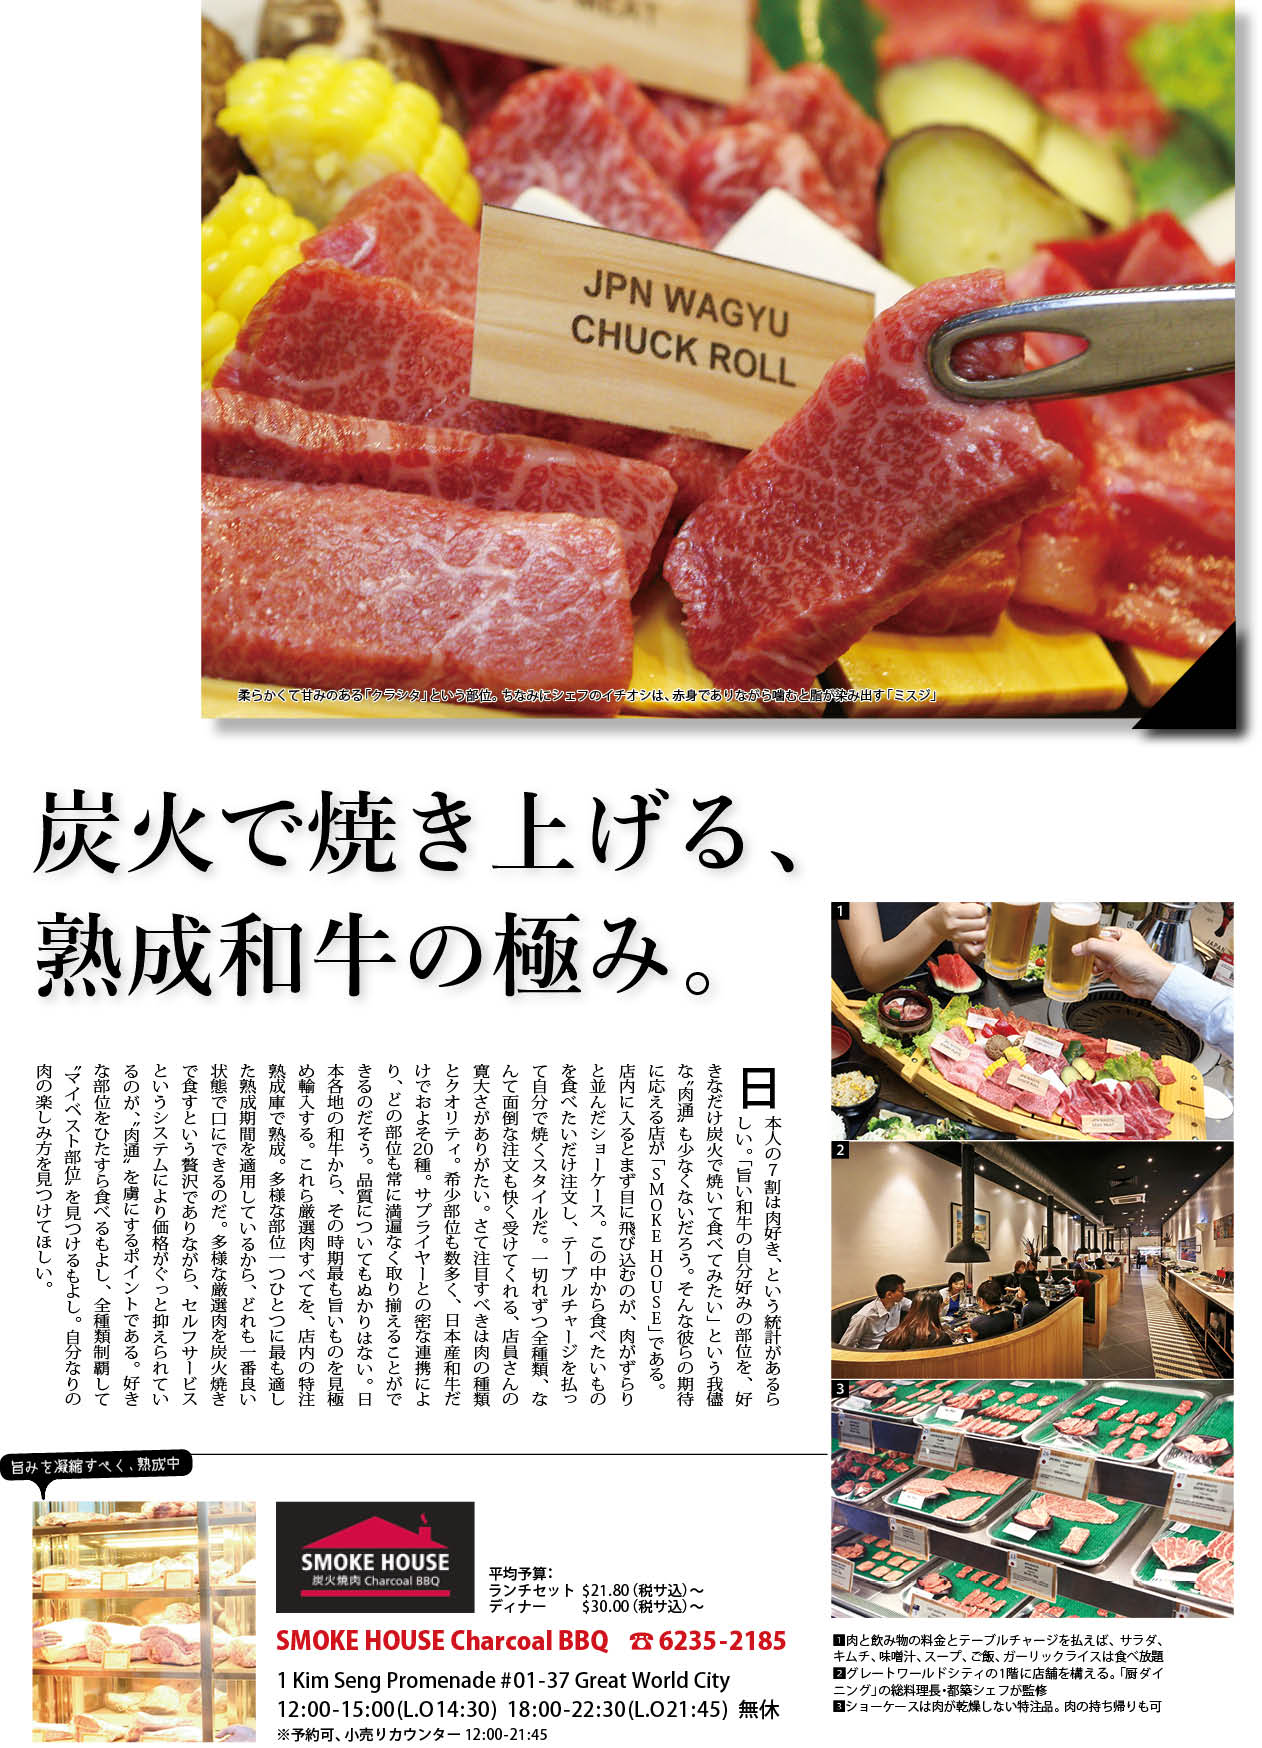 MEAT
JPN WAGYU
CHUCK ROLL
柔らかくて甘みのある「クラシタ」という部位。ちなみにシェフのイチオシは、赤身でありながら噛むと脂が染み出す「ミスジ」
炭火で焼き上げる、
熟成和牛の極み。
日本人の７割は肉好き、という統計があるら
しい。「旨い和牛の自分好みの部位を、好
きなだけ炭火で焼いて食べてみたい」という我儘
な〝肉通〟も少なくないだろう。そんな彼らの期待
に応える店が「SMOKE HOUSE」である。
店内に入るとまず目に飛び込むのが、肉がずらり
と並んだショーケース。この中から食べたいもの
を食べたいだけ注文し、テーブルチャージを払っ
て自分で焼くスタイルだ。一切れずつ全種類、な
んて面倒な注文も快く受けてくれる、店員さんの
寛大さがありがたい。さて注目すべきは肉の種類
とクオリティ。希少部位も数多く、日本産和牛だ
けでおよそ20種。サプライヤーとの密な連携によ
り、どの部位も常に満遍なく取り揃えることがで
きるのだそう。品質についてもぬかりはない。日
本各地の和牛から、その時期最も旨いものを見極
め輸入する。これら厳選肉すべてを、店内の特注
熟成庫で熟成。多様な部位一つひとつに最も適し
た熟成期間を適用しているから、どれも一番良い
状態で口にできるのだ。多様な厳選肉を炭火焼き
で食すという贅沢でありながら、セルフサービス
というシステムにより価格がぐっと抑えられてい
るのが、〝肉通〟を虜にするポイントである。好き
な部位をひたすら食べるもよし、全種類制覇して
〝マイベスト部位〟を見つけるもよし。自分なりの
肉の楽しみ方を見つけてほしい。
1
2
3
旨みを凝縮すべく、熟成中
SMOKE HOUSE
炭火焼肉 Charcoal BBQ
平均予算：
ランチセット $21.80（税サ込）～
ディナー $30.00（税サ込）～
SMOKE HOUSE Charcoal BBQ ☎6235-2185
1 Kim Seng Promenade #01-37 Great World City
12:00-15:00(L.O14:30) 18:00-22:30(L.O21:45) 無休
※予約可、小売りカウンター 12:00-21:45
1肉と飲み物の料金とテーブルチャージを払えば、サラダ、
キムチ、味噌汁、スープ、ご飯、ガーリックライスは食べ放題
2グレートワールドシティの1階に店舗を構える。「厨ダイ
ニング」の総料理長・都築シェフが監修
3ショーケースは肉が乾燥しない特注品。肉の持ち帰りも可